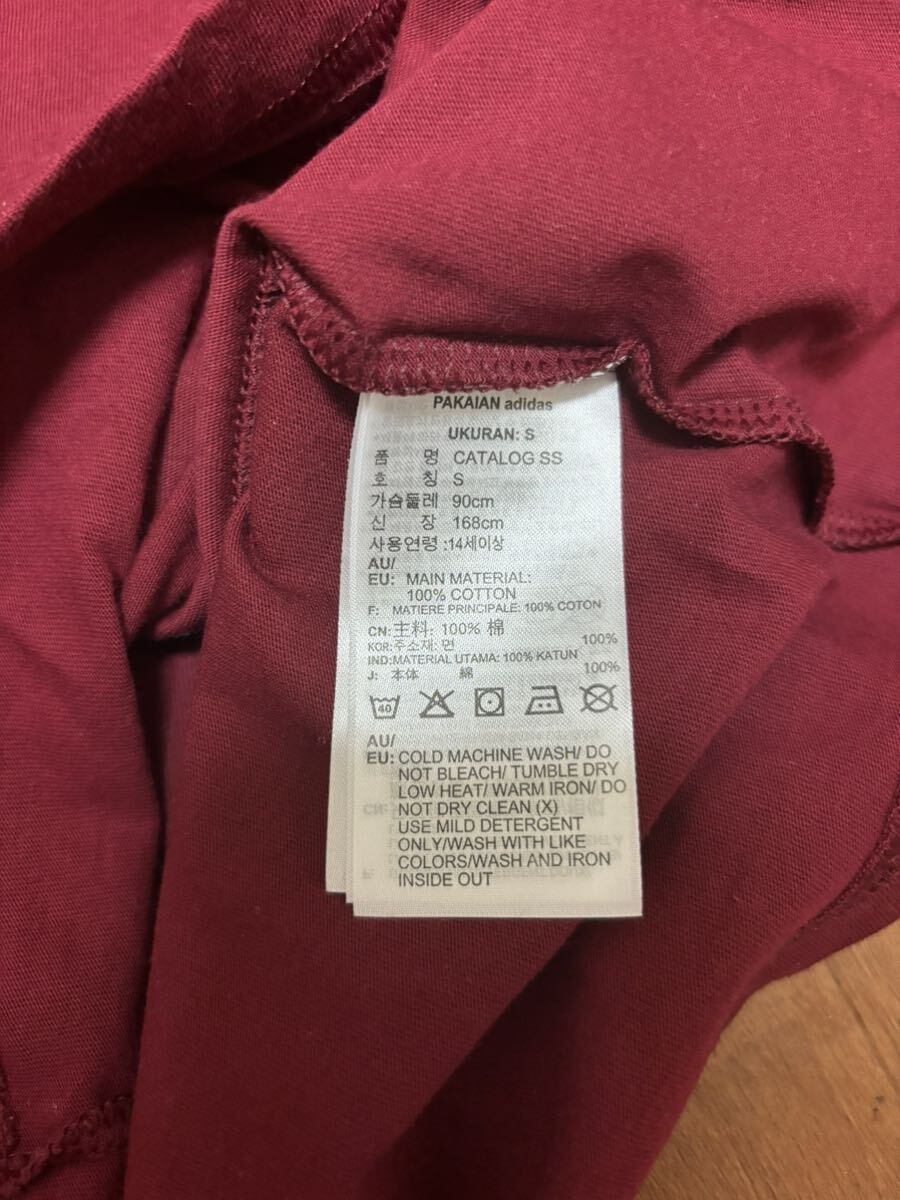 PAKAIAN adidas
UKURAN: S
품 명 CATALOG SS
호 칭 S
가슴둘레 90cm
신 장 168cm
사용연령 :14세이상
AU/
EU: MAIN MATERIAL:
100% COTTON
F: MATIERE PRINCIPALE: 100% COTON
CN:主料: 100% 棉
KOR:주소재: 면 100%
IND:MATERIAL UTAMA: 100% KATUN
J: 本体 綿 100%
40
AU/
EU: COLD MACHINE WASH/ DO
NOT BLEACH/ TUMBLE DRY
LOW HEAT/ WARM IRON/ DO
NOT DRY CLEAN (X)
USE MILD DETERGENT
ONLY/WASH WITH LIKE
COLORS/WASH AND IRON
INSIDE OUT